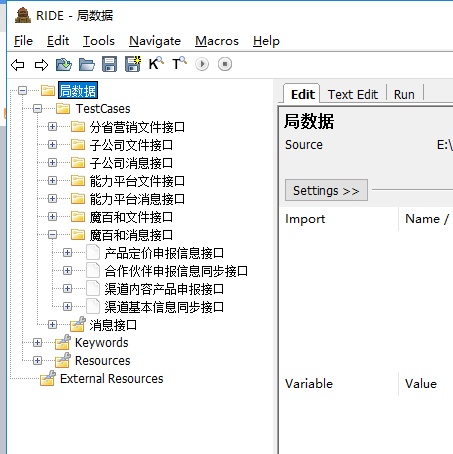 RIDE - 局数据
File Edit Tools Navigate Macros Help
K T
局数据
TestCases
分省营销文件接口
子公司文件接口
子公司消息接口
能力平台文件接口
能力平台消息接口
魔百和文件接口
魔百和消息接口
产品定价申报信息接口
合作伙伴申报信息同步接口
渠道内容产品申报接口
渠道基本信息同步接口
消息接口
Keywords
Resources
External Resources
Edit Text Edit Run
局数据
Source E:\
Settings >>
Import Name /
Variable Value